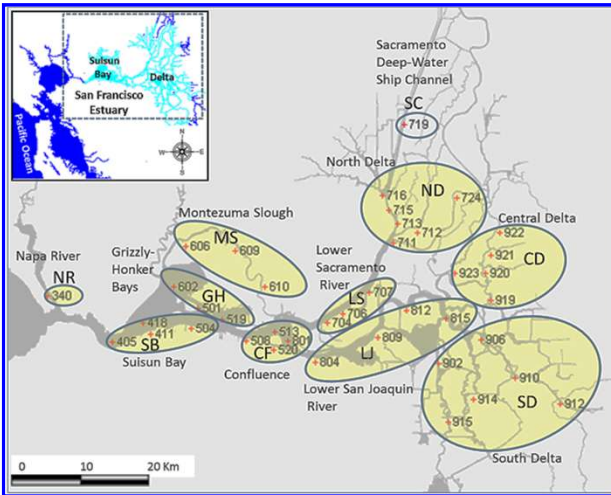 Suisun
Bay
Delta
San Francisco
Estuary
Pacific Ocean
N
W
E
S
Sacramento
Deep-Water
Ship Channel
SC
719
North Delta
ND
716
724
715
713
712
711
Central Delta
922
921
CD
923
920
919
Montezuma Slough
MS
606
609
610
Napa River
NR
340
Grizzly-
Honker
Bays
602
GH
501
519
Lower
Sacramento
River
LS
707
706
704
418
411
504
405
SB
Suisun Bay
513
508
801
CF
520
Confluence
812
815
809
LJ
804
Lower San Joaquin
River
906
902
910
SD
914
912
915
South Delta
0
10
20 Km